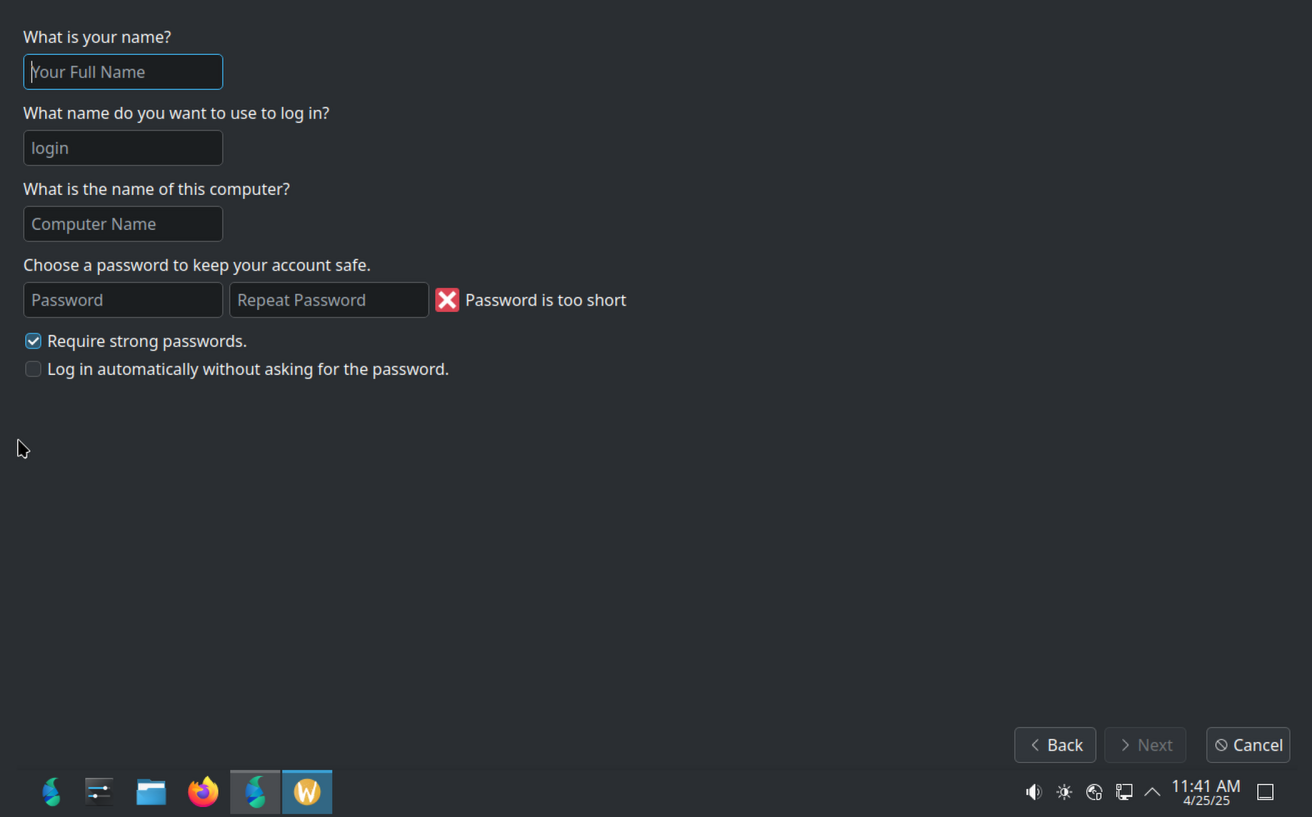 What is your name?
Your Full Name
What name do you want to use to log in?
login
What is the name of this computer?
Computer Name
Choose a password to keep your account safe.
Password Repeat Password Password is too short
Require strong passwords.
Log in automatically without asking for the password.
Back Next Cancel
W
11:41 AM
4/25/25